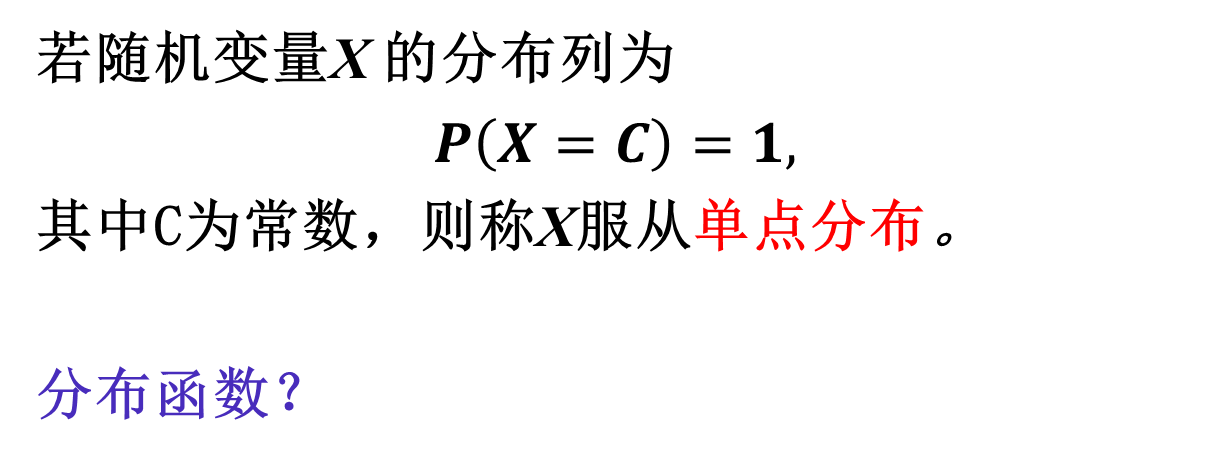 若随机变量X 的分布列为
P(X = C) = 1,
其中C为常数，则称X服从单点分布。
分布函数？